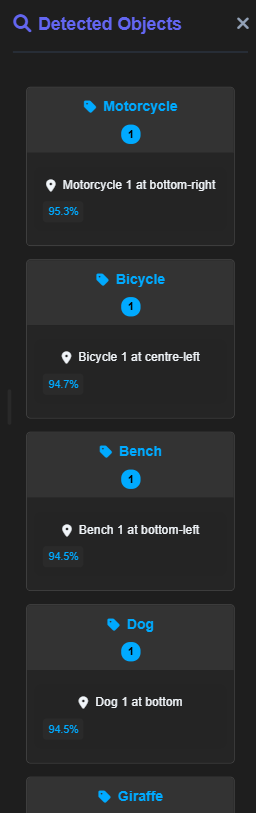 Detected Objects
Motorcycle
1
Motorcycle 1 at bottom-right
95.3%
Bicycle
1
Bicycle 1 at centre-left
94.7%
Bench
1
Bench 1 at bottom-left
94.5%
Dog
1
Dog 1 at bottom
94.5%
Giraffe